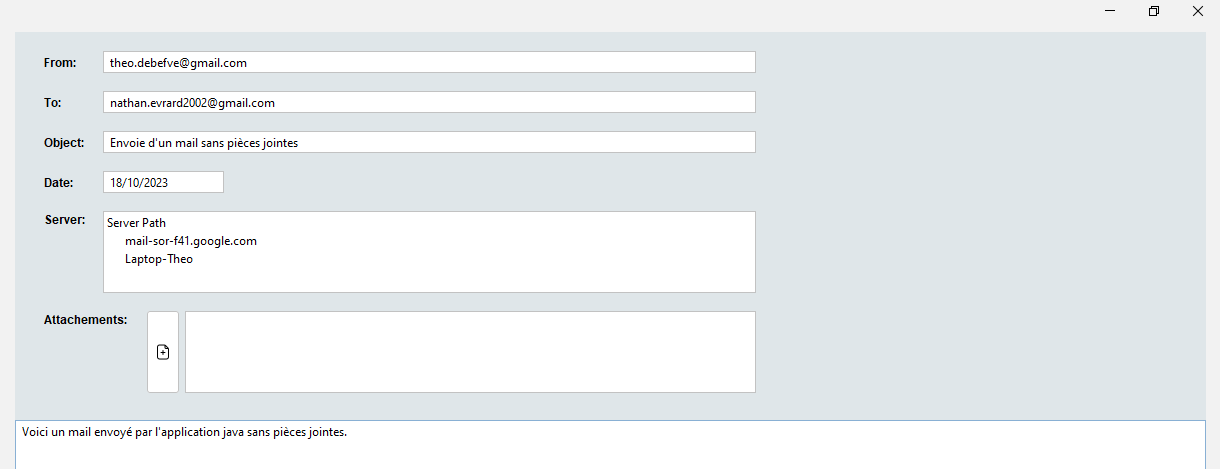 From: theo.debefve@gmail.com
To: nathan.evrard2002@gmail.com
Object: Envoie d'un mail sans pièces jointes
Date: 18/10/2023
Server: Server Path
mail-sor-f41.google.com
Laptop-Theo
Attachements:
Voici un mail envoyé par l'application java sans pièces jointes.